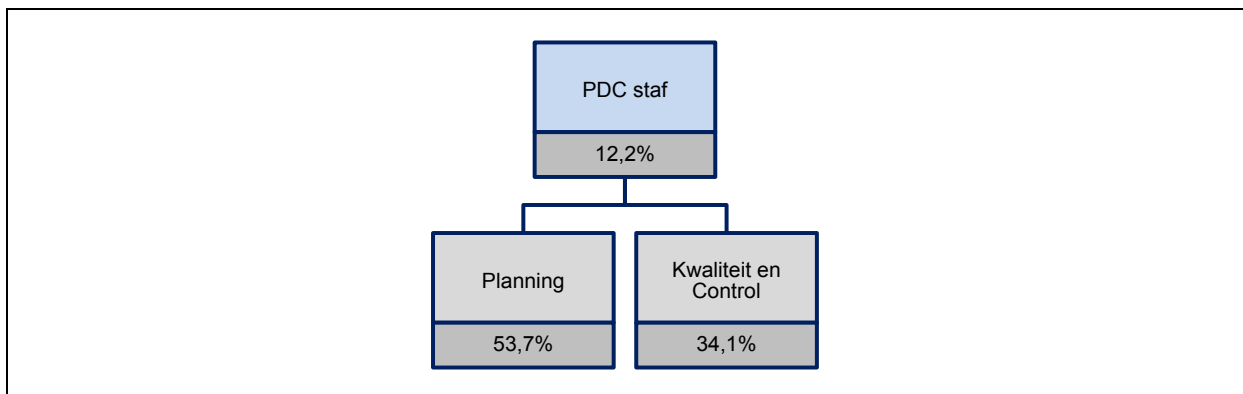 PDC staf
12,2%
Planning
53,7%
Kwaliteit en
Control
34,1%